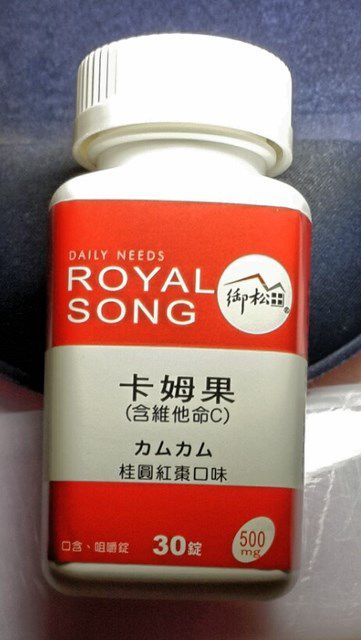 DAILY NEEDS
ROYAL
SONG
御松
®
卡姆果
(含維他命C)
カムカム
桂圓紅棗口味
口含、咀嚼錠
30錠
500
mg